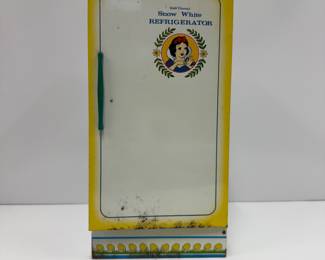 Walt Disney's
Snow White
REFRIGERATOR